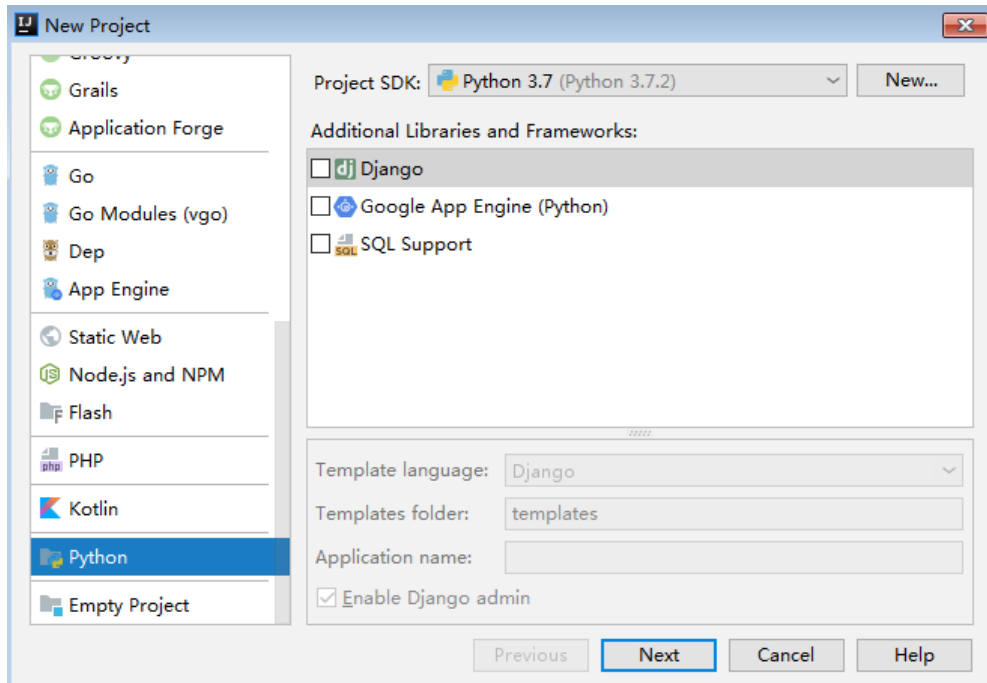 New Project
Groovy
Grails
Application Forge
Go
Go Modules (vgo)
Dep
App Engine
Static Web
Node.js and NPM
Flash
PHP
Kotlin
Python
Empty Project
Project SDK: Python 3.7 (Python 3.7.2) New...
Additional Libraries and Frameworks:
dj Django
Google App Engine (Python)
SQL SQL Support
Template language: Django
Templates folder: templates
Application name:
Enable Django admin
Previous Next Cancel Help